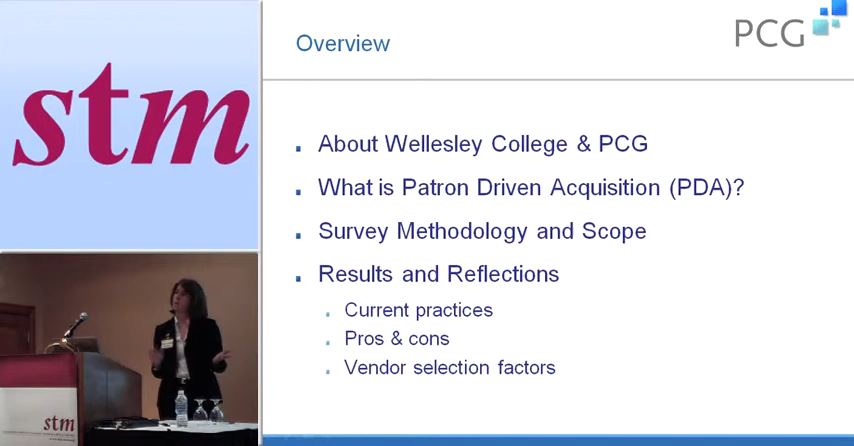 stm
Overview
PCG
About Wellesley College & PCG
What is Patron Driven Acquisition (PDA)?
Survey Methodology and Scope
Results and Reflections
Current practices
Pros & cons
Vendor selection factors
stm